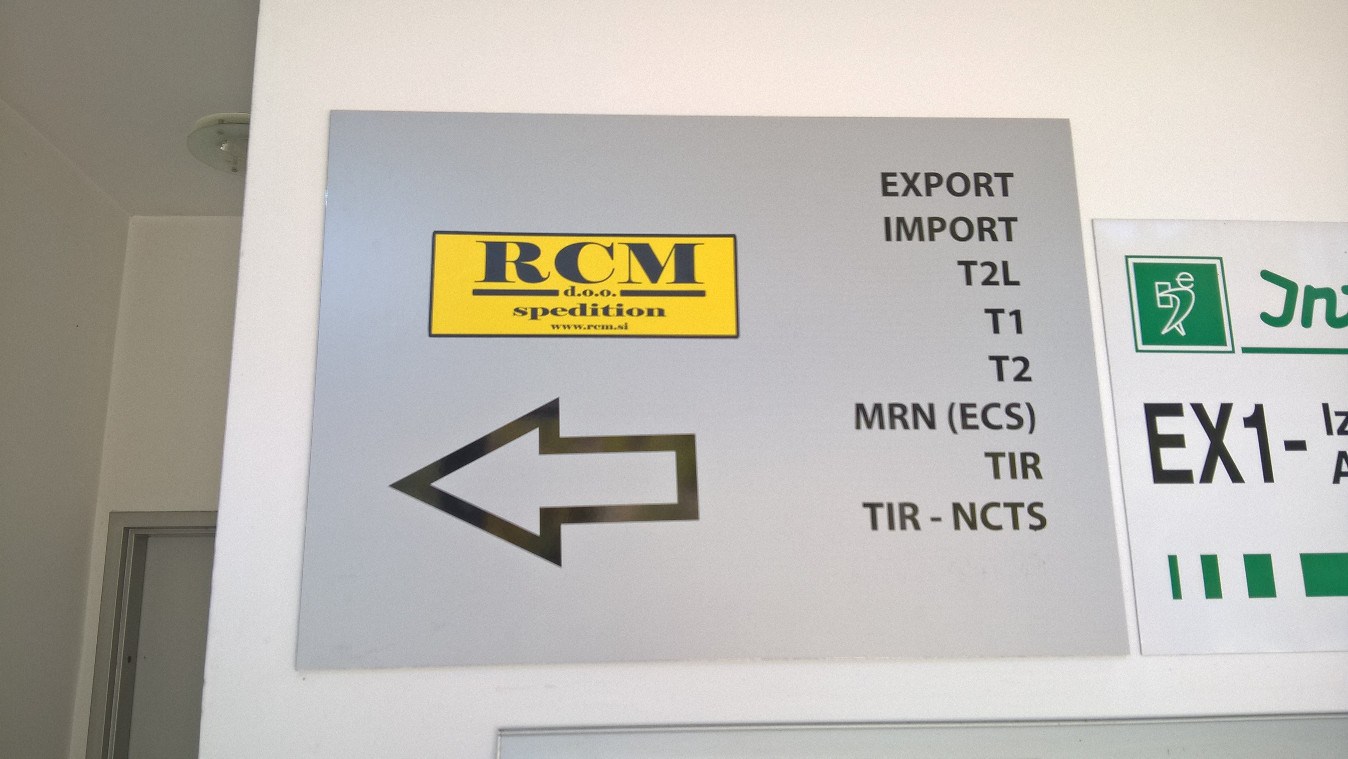 RCM
d.o.o.
spedition
www.rcm.si
EXPORT
IMPORT
T2L
T1
T2
MRN (ECS)
TIR
TIR - NCTS
EX1-